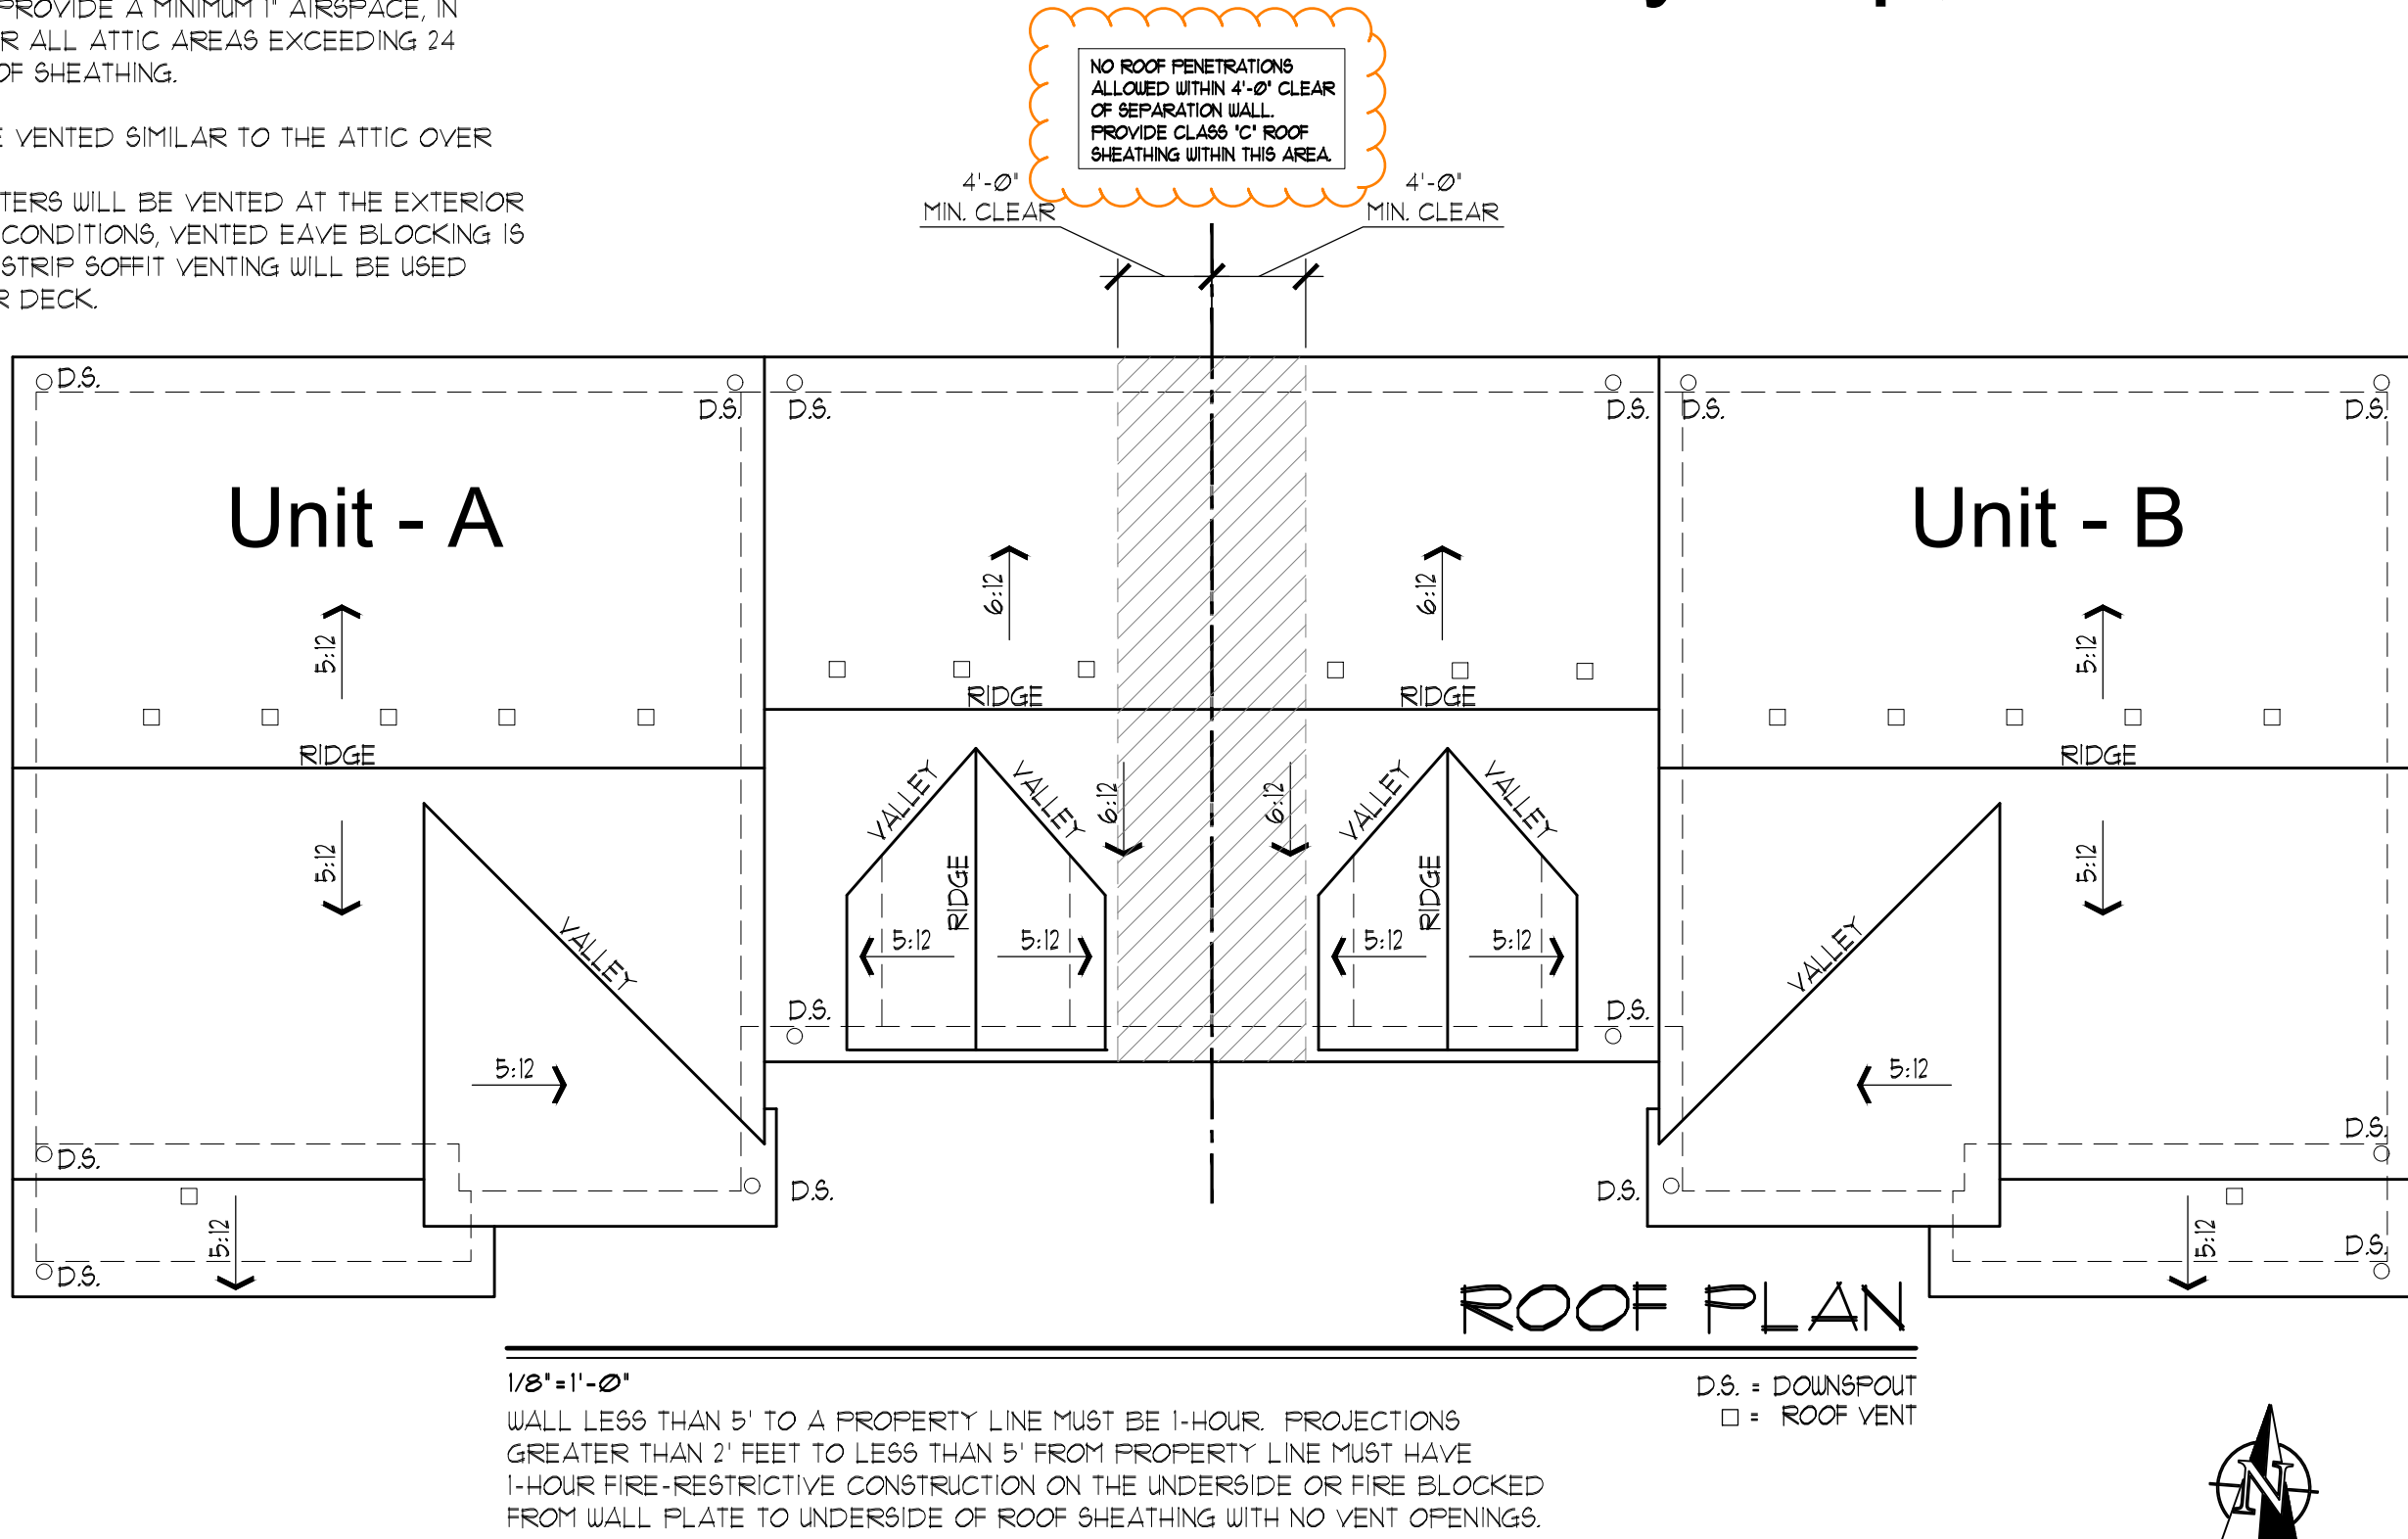 PROVIDE A MINIMUM 1" AIRSPACE, IN
R ALL ATTIC AREAS EXCEEDING 24
OF SHEATHING.
E VENTED SIMILAR TO THE ATTIC OVER
TERS WILL BE VENTED AT THE EXTERIOR
CONDITIONS, VENTED EAVE BLOCKING IS
STRIP SOFFIT VENTING WILL BE USED
R DECK.
NO ROOF PENETRATIONS
ALLOWED WITHIN 4'-0" CLEAR
OF SEPARATION WALL.
PROVIDE CLASS "C" ROOF
SHEATHING WITHIN THIS AREA.
4'-0"
MIN. CLEAR
4'-0"
MIN. CLEAR
D.S.
D.S.
D.S.
D.S.
D.S.
D.S.
Unit - A
Unit - B
6:12
6:12
5:12
5:12
RIDGE
RIDGE
RIDGE
RIDGE
VALLEY
VALLEY
6:12
6:12
VALLEY
VALLEY
5:12
5:12
RIDGE
RIDGE
VALLEY
VALLEY
5:12
5:12
5:12
5:12
D.S.
D.S.
5:12
5:12
D.S.
D.S.
D.S.
D.S.
5:12
5:12
D.S.
D.S.
ROOF PLAN
1/8"=1'-0"
D.S. = DOWNSPOUT
= ROOF VENT
WALL LESS THAN 5' TO A PROPERTY LINE MUST BE 1-HOUR. PROJECTIONS
GREATER THAN 2' FEET TO LESS THAN 5' FROM PROPERTY LINE MUST HAVE
1-HOUR FIRE-RESTRICTIVE CONSTRUCTION ON THE UNDERSIDE OR FIRE BLOCKED
FROM WALL PLATE TO UNDERSIDE OF ROOF SHEATHING WITH NO VENT OPENINGS.
N